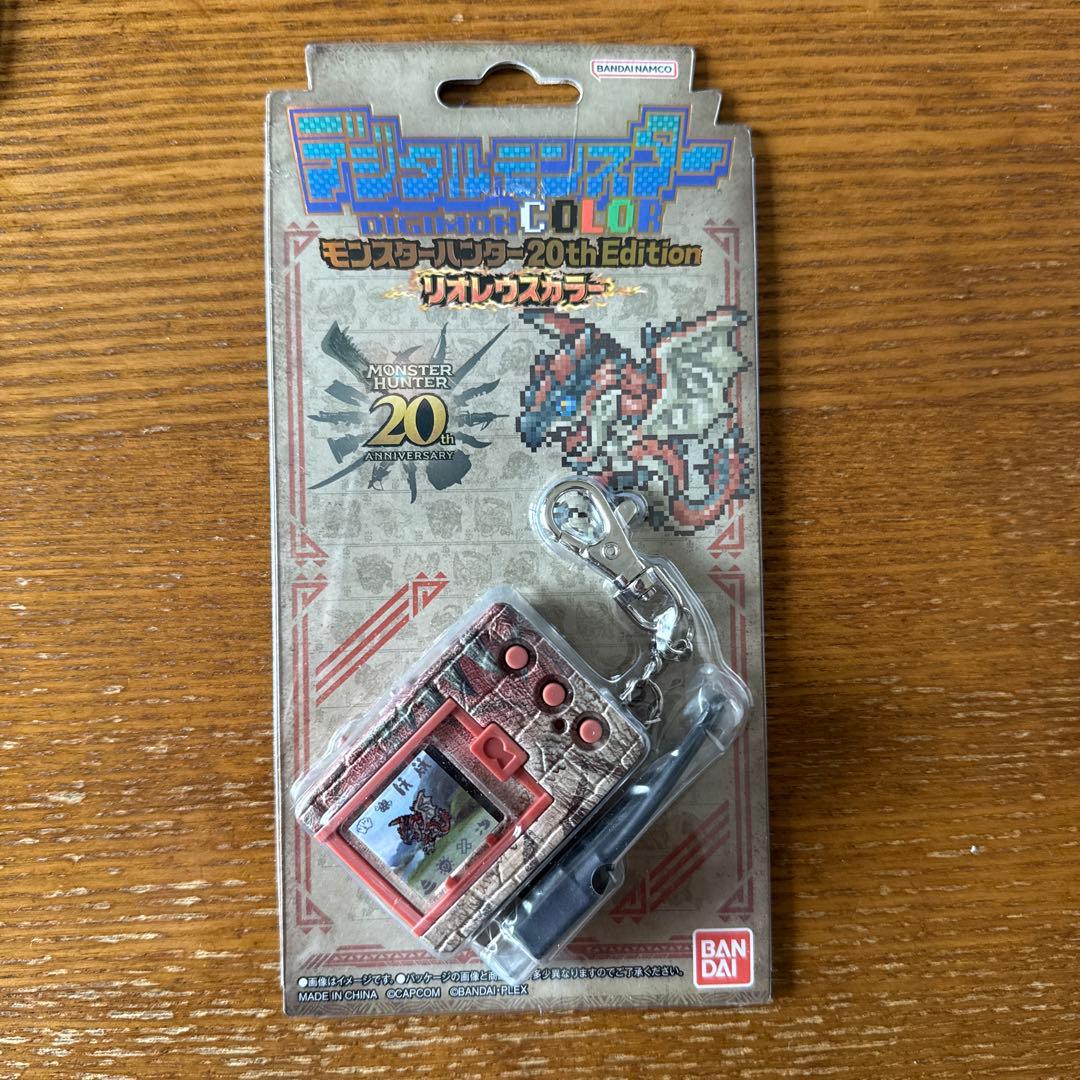 BANDAI NAMCO
デジタルモンスター
DIGIMON COLOR
モンスターハンター20th Edition
リオレウスカラー
MONSTER
HUNTER
20th
ANNIVERSARY
●画像はイメージです。●パッケージの画像と商
多少異なりますのでご了承ください。
MADE IN CHINA ©CAPCOM ©BANDAI・PLEX
BAN
DAI